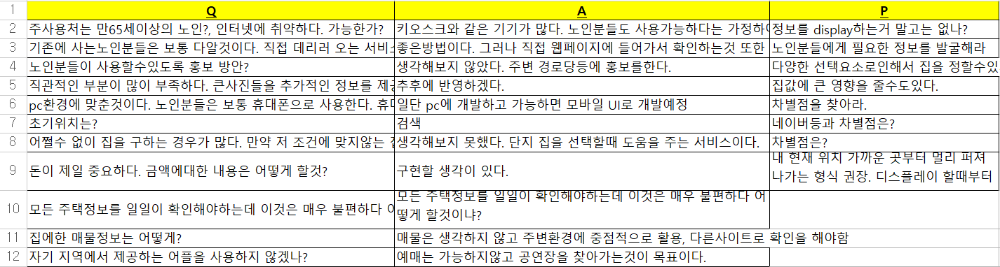 1 Q A P
2 주사용처는 만65세이상의 노인?, 인터넷에 취약하다. 가능한가? 키오스크와 같은 기기가 많다. 노인분들도 사용가능하다는 가정하에 정보를 display하는거 말고는 없나?
3 기존에 사는노인분들은 보통 다알것이다. 직접 데리러 오는 서비스 좋은방법이다. 그러나 직접 웹페이지에 들어가서 확인하는것 또한 노인분들에게 필요한 정보를 발굴해라
4 노인분들이 사용할수있도록 홍보 방안? 생각해보지 않았다. 주변 경로당등에 홍보를한다. 다양한 선택요소로인해서 집을 정할수있
5 직관적인 부분이 많이 부족하다. 큰사진들을 추가적인 정보를 제공 추후에 반영하겠다. 집값에 큰 영향을 줄수도있다.
6 pc환경에 맞춘것이다. 노인분들은 보통 휴대폰으로 사용한다. 휴대 일단 pc에 개발하고 가능하면 모바일 UI로 개발예정 차별점을 찾아라.
7 초기위치는? 검색 네이버등과 차별점은?
8 어쩔수 없이 집을 구하는 경우가 많다. 만약 저 조건에 맞지않는 생각해보지 못했다. 단지 집을 선택할때 도움을 주는 서비스이다. 차별점은?
9 돈이 제일 중요하다. 금액에대한 내용은 어떻게 할것? 구현할 생각이 있다. 내 현재 위치 가까운 곳부터 멀리 퍼져
나가는 형식 권장. 디스플레이 할때부터
10 모든 주택정보를 일일이 확인해야하는데 이것은 매우 불편하다 어 모든 주택정보를 일일이 확인해야하는데 이것은 매우 불편하다 어
떻게 할것이냐?
11 집에한 매물정보는 어떻게? 매물은 생각하지 않고 주변환경에 중점적으로 활용, 다른사이트로 확인을 해야함
12 자기 지역에서 제공하는 어플을 사용하지 않겠나? 예매는 가능하지않고 공연장을 찾아가는것이 목표이다.